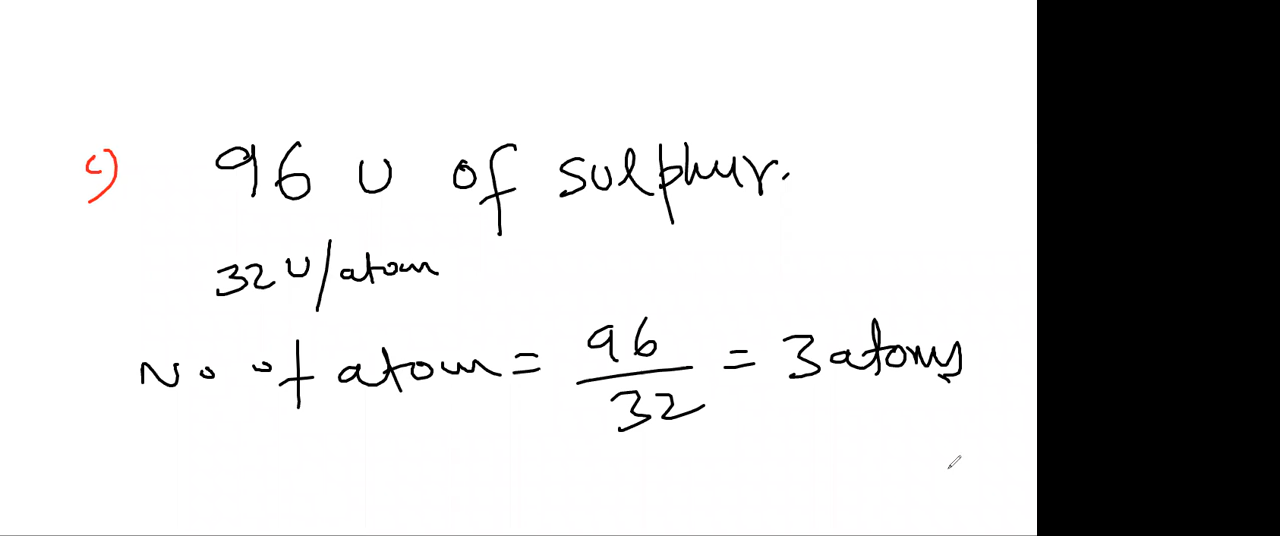 c) 96 U of sulphur.
32 U/atom
No. of atom = 96/32 = 3 atoms